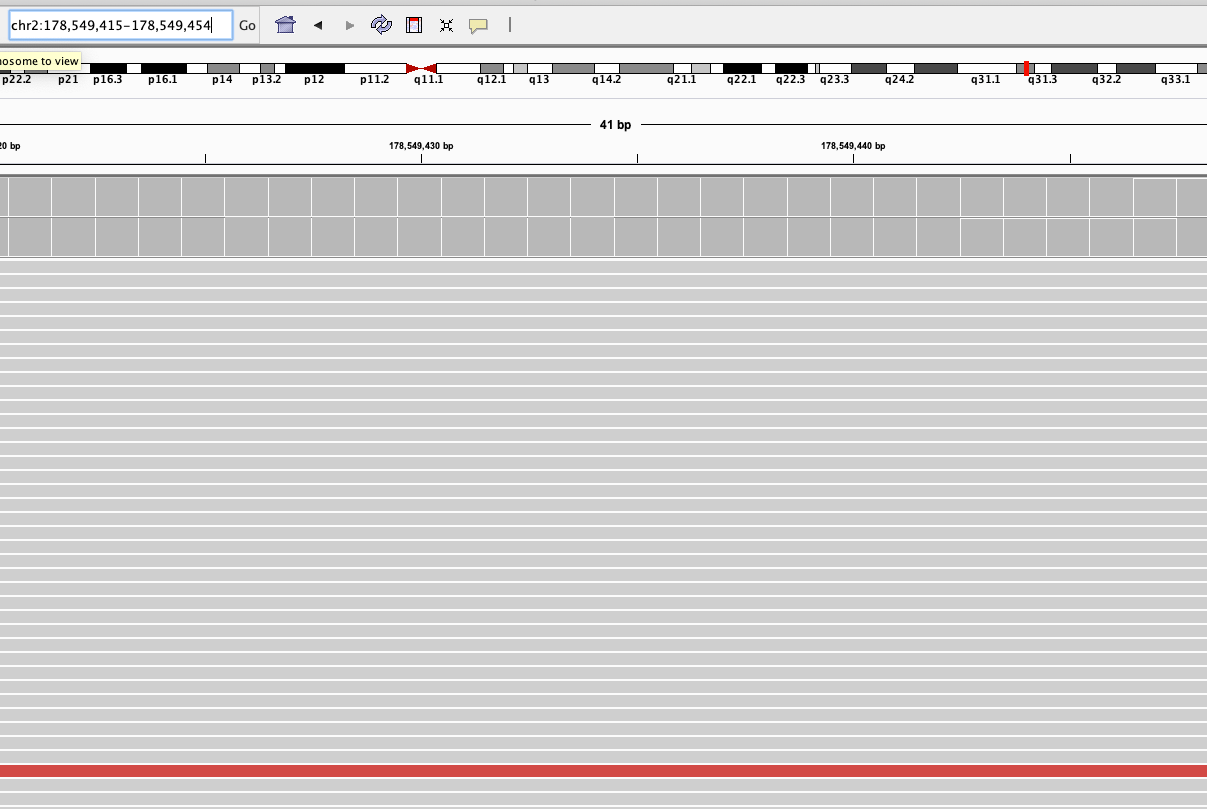 chr2:178,549,415-178,549,454 Go
to view
p22.2 p21 p16.3 p16.1 p14 p13.2 p12 p11.2 q11.1 q12.1 q13 q14.2 q21.1 q22.1 q22.3 q23.3 q24.2 q31.1 q31.3 q32.2 q33.1
41 bp
bp 178,549,430 bp 178,549,440 bp